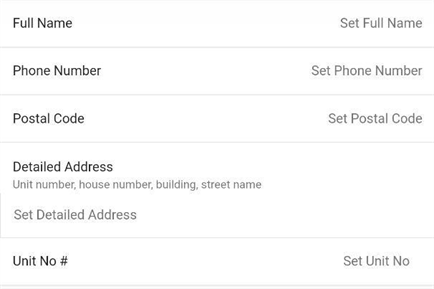 Full Name Set Full Name
Phone Number Set Phone Number
Postal Code Set Postal Code
Detailed Address
Unit number, house number, building, street name
Set Detailed Address
Unit No # Set Unit No